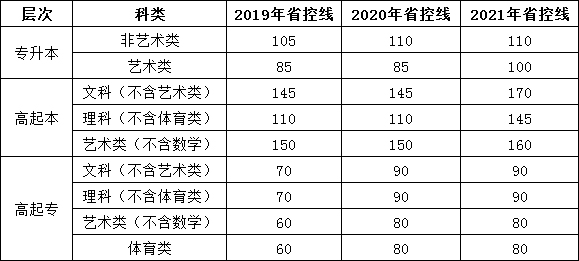 层次 科类 2019年省控线 2020年省控线 2021年省控线
专升本 非艺术类 105 110 110
艺术类 85 85 100
高起本 文科（不含艺术类） 145 145 170
理科（不含体育类） 110 110 145
艺术类（不含数学） 150 150 160
高起专 文科（不含艺术类） 70 90 90
理科（不含体育类） 70 90 90
艺术类（不含数学） 60 80 80
体育类 60 80 80